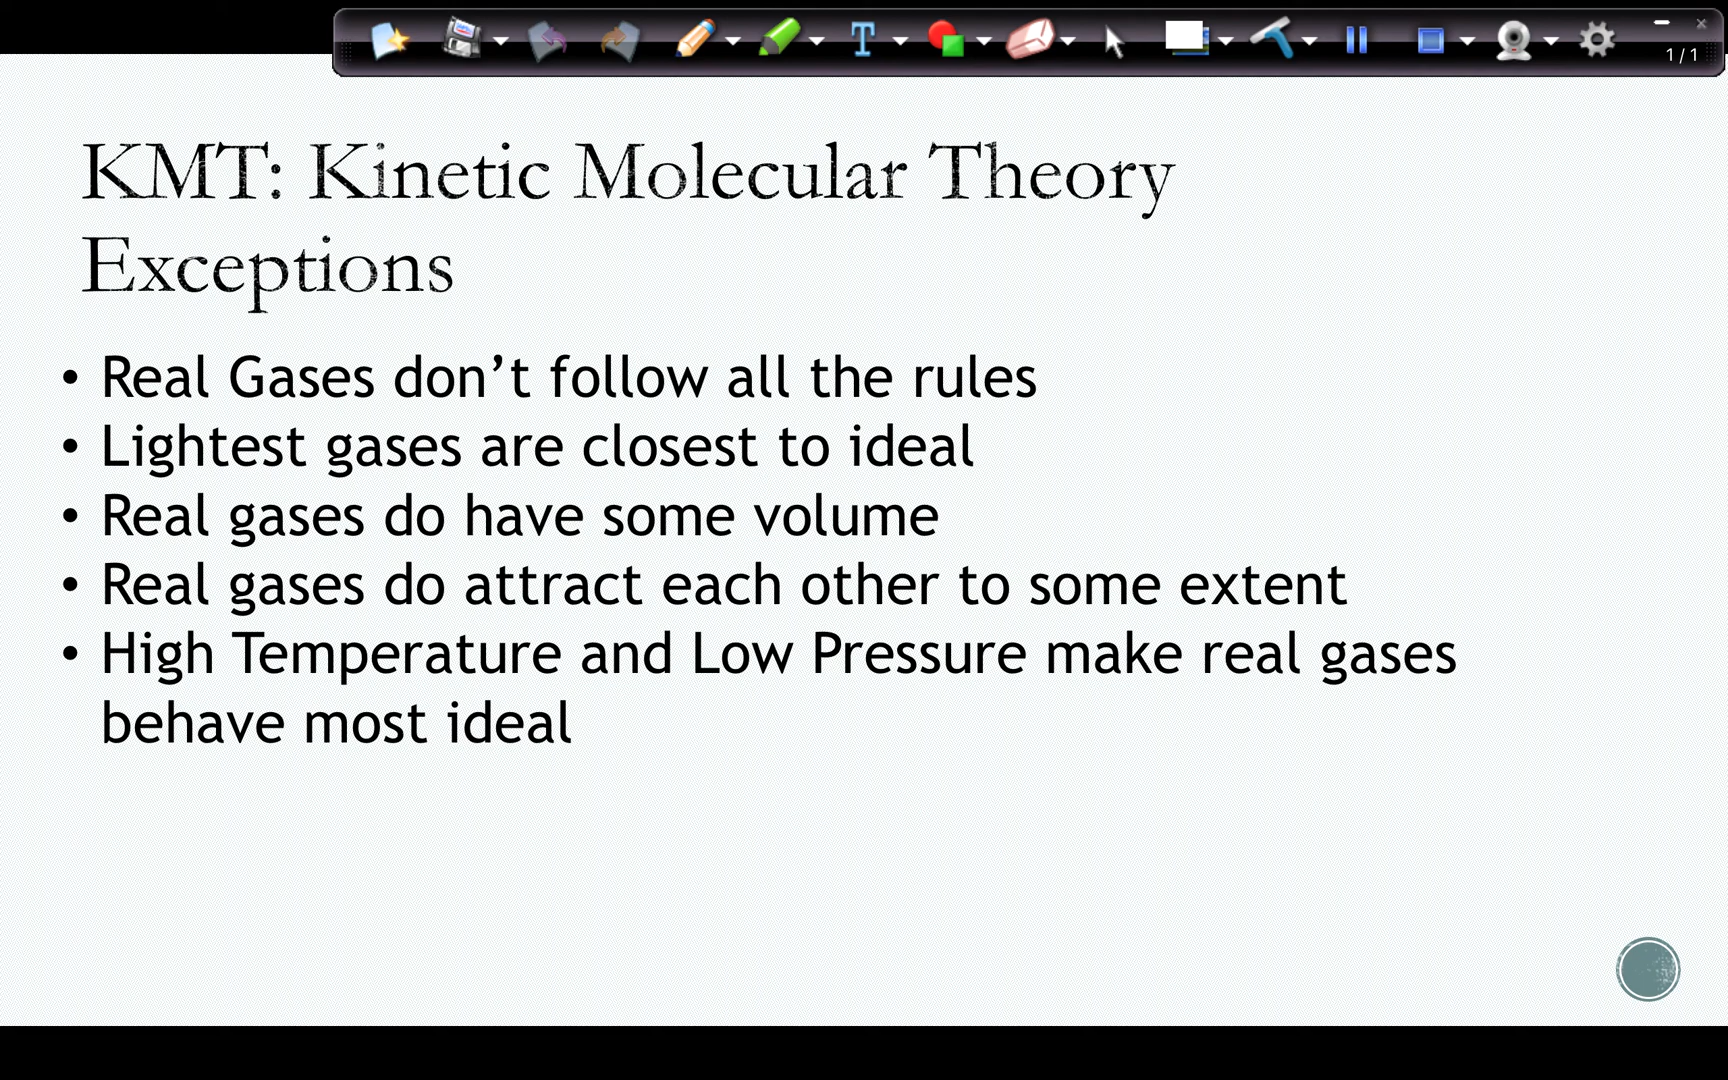 1/1
KMT: Kinetic Molecular Theory
Exceptions
• Real Gases don’t follow all the rules
• Lightest gases are closest to ideal
• Real gases do have some volume
• Real gases do attract each other to some extent
• High Temperature and Low Pressure make real gases
behave most ideal